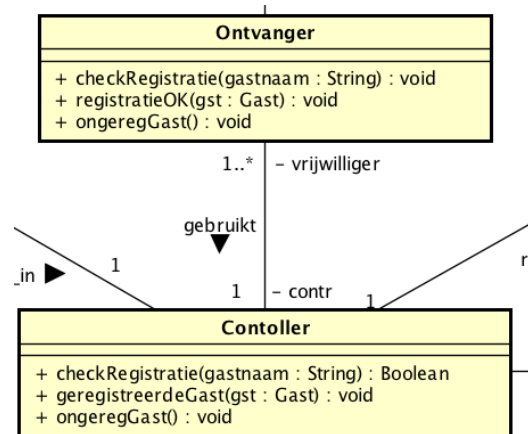 Ontvanger
+ checkRegistratie(gastnaam : String) : void
+ registratieOK(gst : Gast) : void
+ ongeregGast() : void
1..* – vrijwilliger
gebruikt
_in 1
r
1 – contr 1
Contoller
+ checkRegistratie(gastnaam : String) : Boolean
+ geregistreerdeGast(gst : Gast) : void
+ ongeregGast() : void